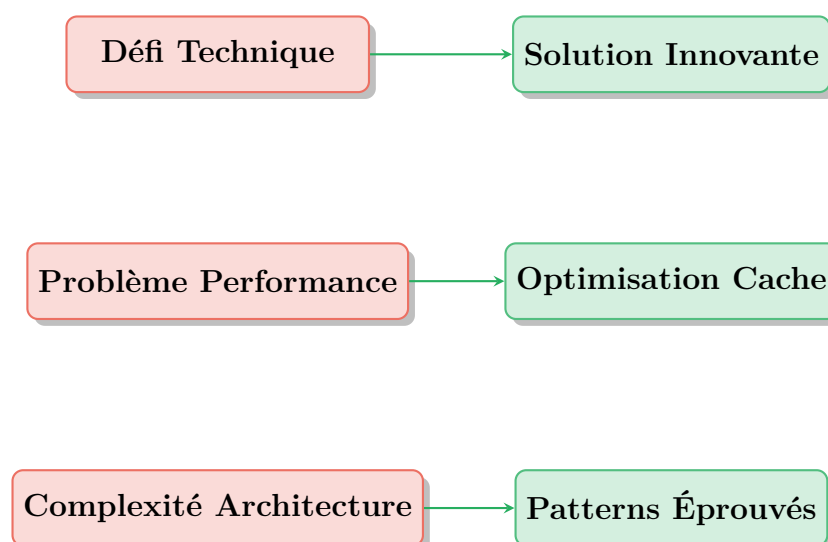 Défi Technique
Solution Innovante
Problème Performance
Optimisation Cache
Complexité Architecture
Patterns Éprouvés